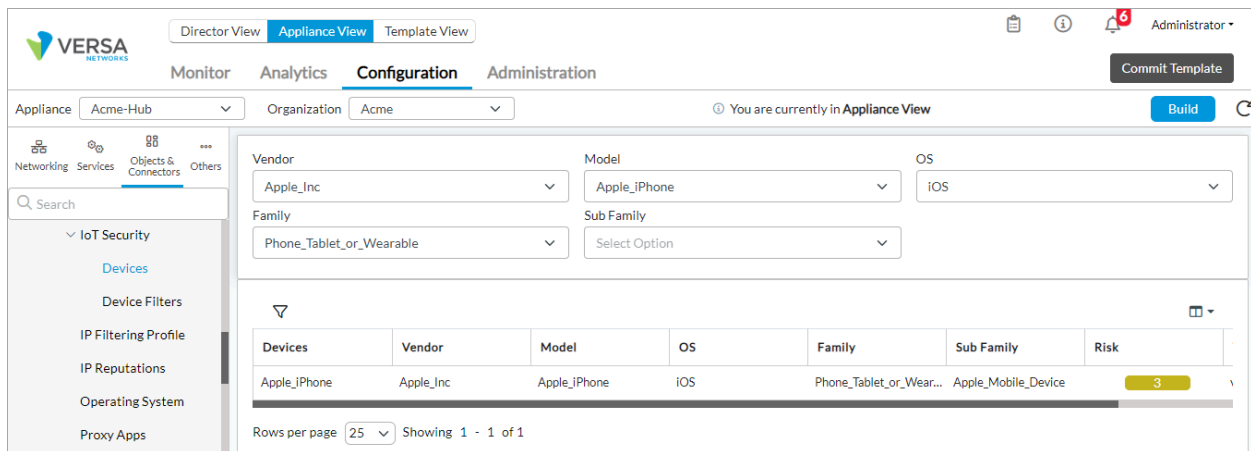 Director View Appliance View Template View
6
Administrator
VERSA
NETWORKS
Monitor Analytics Configuration Administration
Commit Template
Appliance Acme-Hub Organization Acme
You are currently in Appliance View
Build
Networking Services Objects & Connectors Others
Search
IoT Security
Devices
Device Filters
IP Filtering Profile
IP Reputations
Operating System
Proxy Apps
Vendor Model OS
Apple_Inc Apple_iPhone iOS
Family Sub Family
Phone_Tablet_or_Wearable Select Option
Devices Vendor Model OS Family Sub Family Risk
Apple_iPhone Apple_Inc Apple_iPhone iOS Phone_Tablet_or_Wear... Apple_Mobile_Device 3
Rows per page 25 Showing 1 - 1 of 1